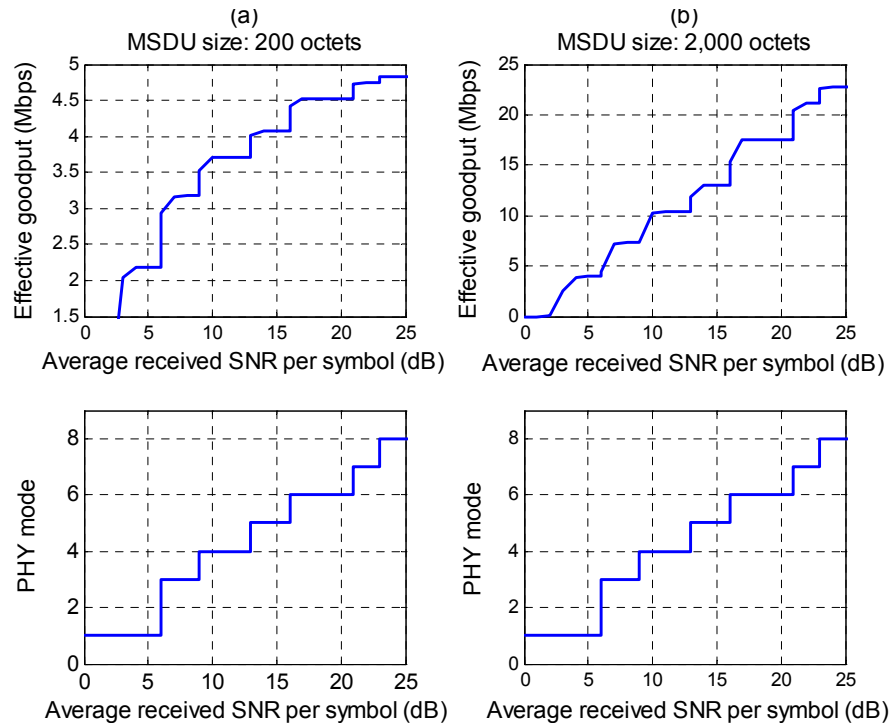 (a)
MSDU size: 200 octets
Effective goodput (Mbps)
5
4.5
4
3.5
3
2.5
2
1.5
0 5 10 15 20 25
Average received SNR per symbol (dB)
(b)
MSDU size: 2,000 octets
Effective goodput (Mbps)
25
20
15
10
5
0
0 5 10 15 20 25
Average received SNR per symbol (dB)
PHY mode
8
6
4
2
0
0 5 10 15 20 25
Average received SNR per symbol (dB)
PHY mode
8
6
4
2
0
0 5 10 15 20 25
Average received SNR per symbol (dB)